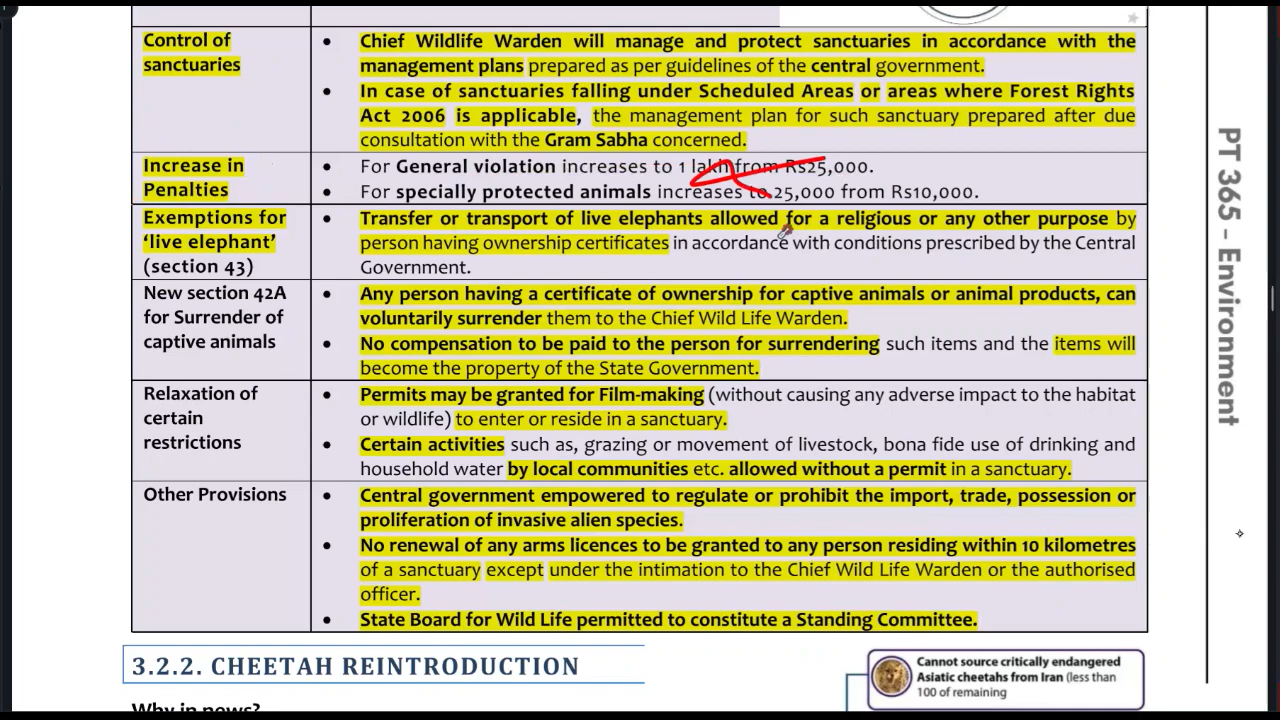 Control of
sanctuaries
• Chief Wildlife Warden will manage and protect sanctuaries in accordance with the
management plans prepared as per guidelines of the central government.
• In case of sanctuaries falling under Scheduled Areas or areas where Forest Rights
Act 2006 is applicable, the management plan for such sanctuary prepared after due
consultation with the Gram Sabha concerned.
Increase in
Penalties
• For General violation increases to 1 lakh from Rs25,000.
• For specially protected animals increases to 25,000 from Rs10,000.
Exemptions for
‘live elephant’
(section 43)
• Transfer or transport of live elephants allowed for a religious or any other purpose by
person having ownership certificates in accordance with conditions prescribed by the Central
Government.
New section 42A
for Surrender of
captive animals
• Any person having a certificate of ownership for captive animals or animal products, can
voluntarily surrender them to the Chief Wild Life Warden.
• No compensation to be paid to the person for surrendering such items and the items will
become the property of the State Government.
Relaxation of
certain
restrictions
• Permits may be granted for Film-making (without causing any adverse impact to the habitat
or wildlife) to enter or reside in a sanctuary.
• Certain activities such as, grazing or movement of livestock, bona fide use of drinking and
household water by local communities etc. allowed without a permit in a sanctuary.
Other Provisions
• Central government empowered to regulate or prohibit the import, trade, possession or
proliferation of invasive alien species.
• No renewal of any arms licences to be granted to any person residing within 10 kilometres
of a sanctuary except under the intimation to the Chief Wild Life Warden or the authorised
officer.
• State Board for Wild Life permitted to constitute a Standing Committee.
3.2.2. CHEETAH REINTRODUCTION
Cannot source critically endangered
Asiatic cheetahs from Iran (less than
100 of remaining
Why in news?
PT 365 - Environment